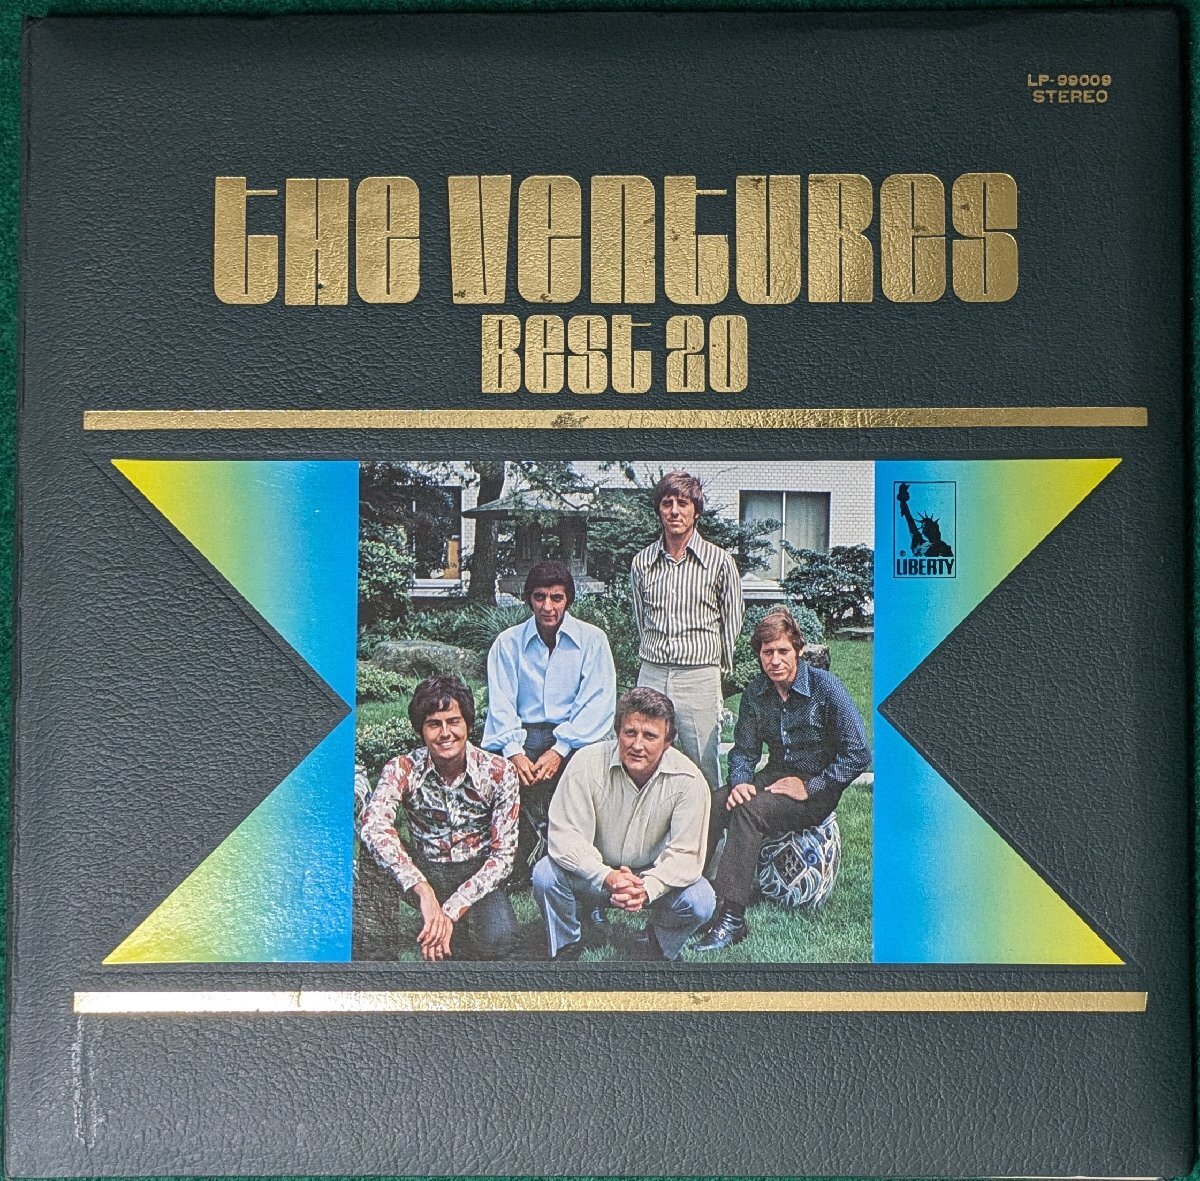 LP-99009
STEREO
tHe VentURes
Best 20
® LIBERTY